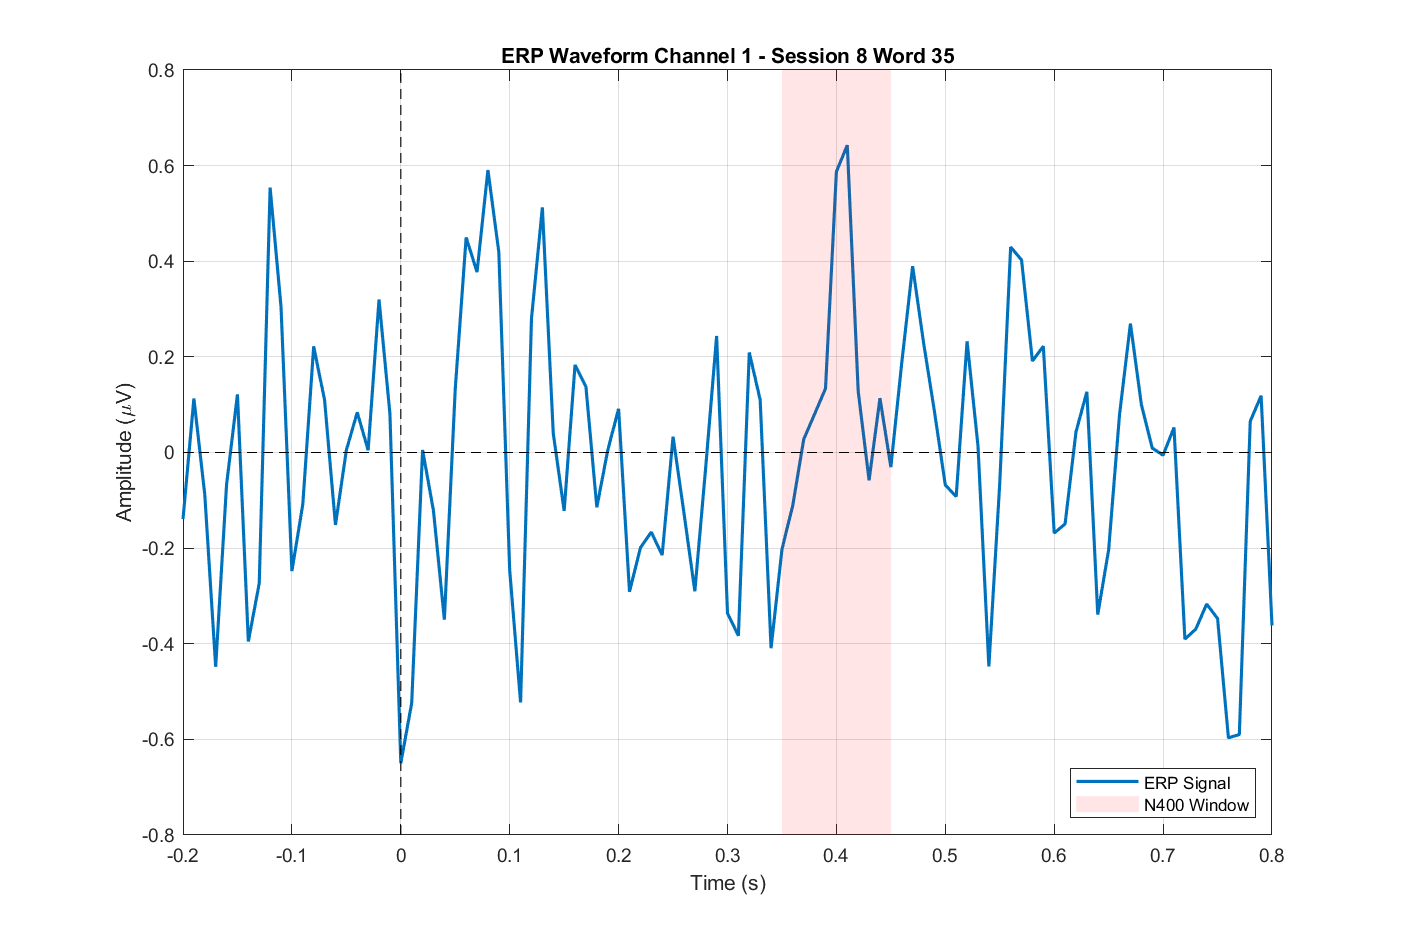 ERP Waveform Channel 1 - Session 8 Word 35
0.8
0.6
0.4
0.2
0
-0.2
-0.4
-0.6
-0.8
Amplitude (μV)
-0.2 -0.1 0 0.1 0.2 0.3 0.4 0.5 0.6 0.7 0.8
Time (s)
ERP Signal
N400 Window